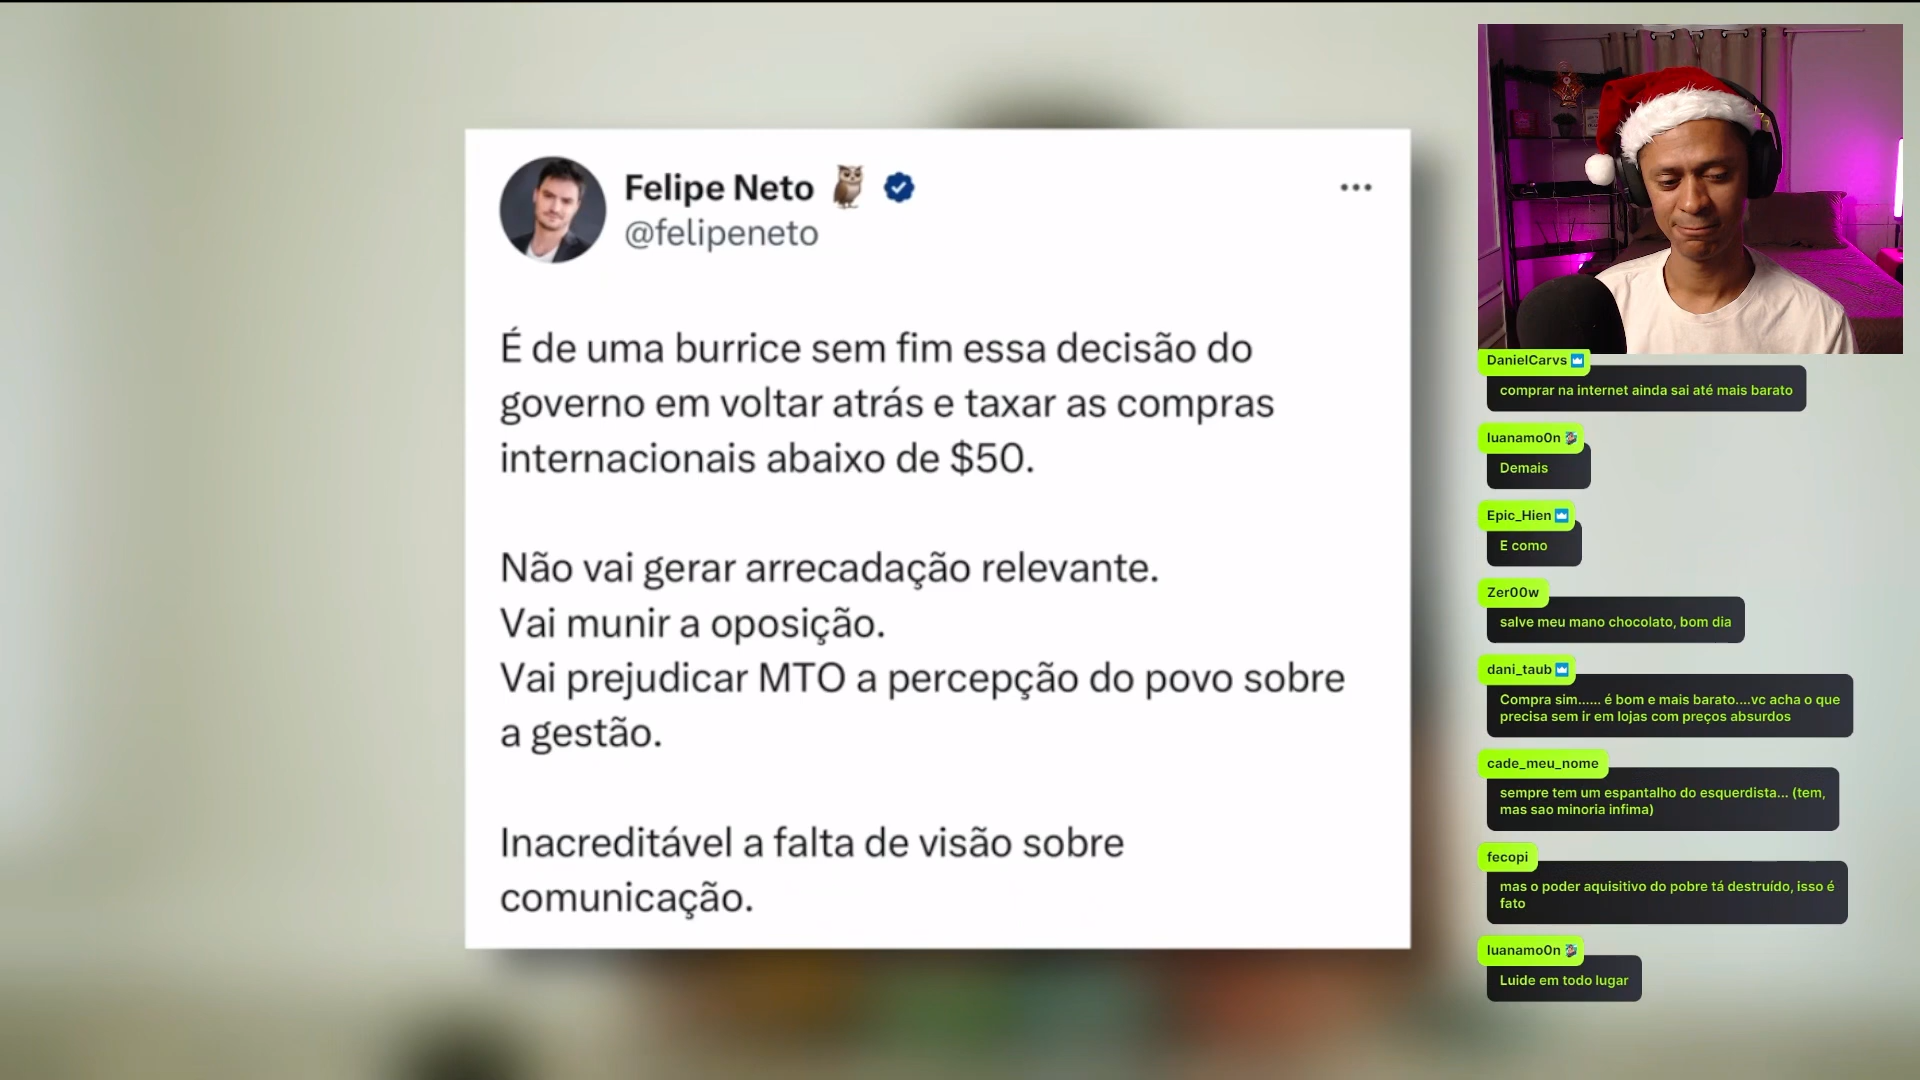 Felipe Neto 🦉
@felipeneto
É de uma burrice sem fim essa decisão do
governo em voltar atrás e taxar as compras
internacionais abaixo de $50.
Não vai gerar arrecadação relevante.
Vai munir a oposição.
Vai prejudicar MTO a percepção do povo sobre
a gestão.
Inacreditável a falta de visão sobre
comunicação.
DanielCarvs
comprar na internet ainda sai até mais barato
luanamo0n
Demais
Epic_Hien
E como
Zer00w
salve meu mano chocolato, bom dia
dani_taub
Compra sim...... é bom e mais barato....vc acha o que
precisa sem ir em lojas com preços absurdos
cade_meu_nome
sempre tem um espantalho do esquerdista... (tem,
mas sao minoria infima)
fecopi
mas o poder aquisitivo do pobre tá destruído, isso é
fato
luanamo0n
Luide em todo lugar